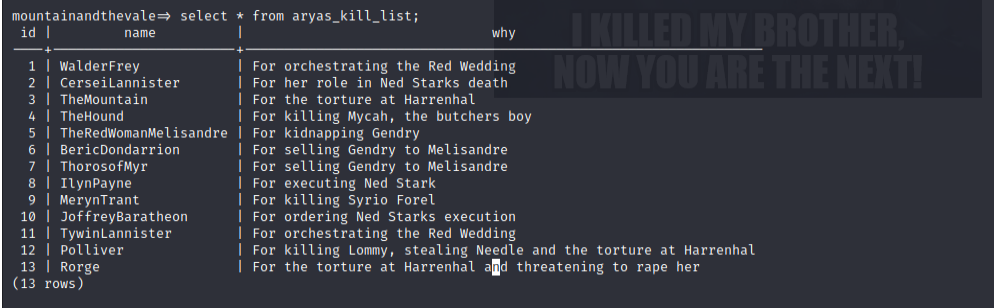 mountainandthevale=> select * from aryas_kill_list;
id | name | why
I KILLED MY BROTHER,
NOW YOU ARE THE NEXT!
1 | WalderFrey | For orchestrating the Red Wedding
2 | CerseiLannister | For her role in Ned Starks death
3 | TheMountain | For the torture at Harrenhal
4 | TheHound | For killing Mycah, the butchers boy
5 | TheRedWomanMelisandre | For kidnapping Gendry
6 | BericDondarrion | For selling Gendry to Melisandre
7 | ThorosofMyr | For selling Gendry to Melisandre
8 | IlynPayne | For executing Ned Stark
9 | MerynTrant | For killing Syrio Forel
10 | JoffreyBaratheon | For ordering Ned Starks execution
11 | TywinLannister | For orchestrating the Red Wedding
12 | Polliver | For killing Lommy, stealing Needle and the torture at Harrenhal
13 | Rorge | For the torture at Harrenhal and threatening to rape her
(13 rows)